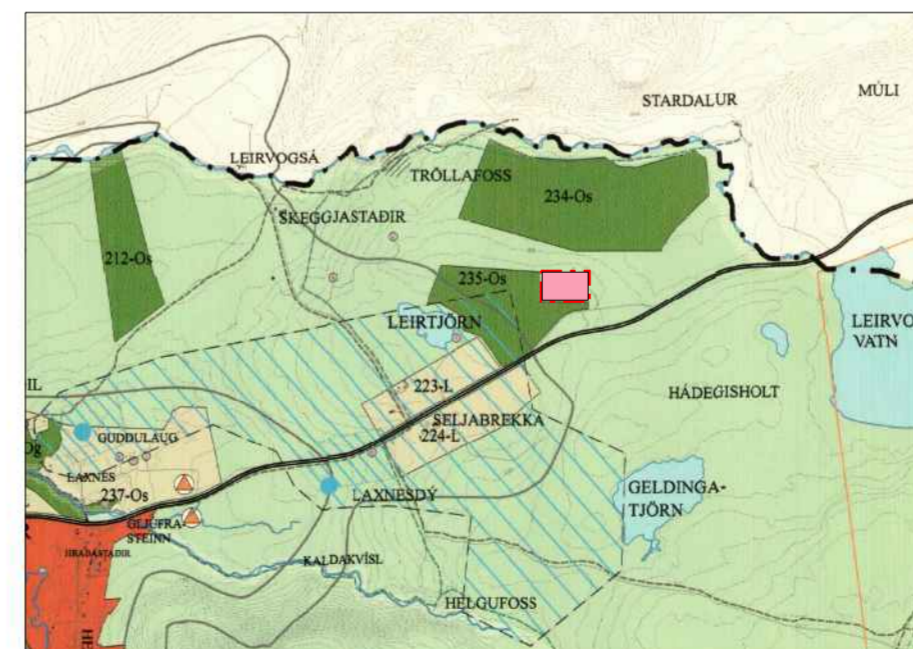 STARDALUR
MÚLI
LEIRVOGSÁ
TRÖLLAFOSS
234-Os
SKEGGJASTAÐIR
212-Os
235-Os
LEIRTJÖRN
LEIRVO
VATN
223-L
HÁDEGISHOLT
SELJABREKKA
224-L
GUDDULAUG
LAXNES
237-Os
LAXNESDÝ
GELDINGA-
TJÖRN
GLJÚFRA-
STEINN
HRAÐASTAÐIR
KALDAKVÍSL
HELGUFOSS